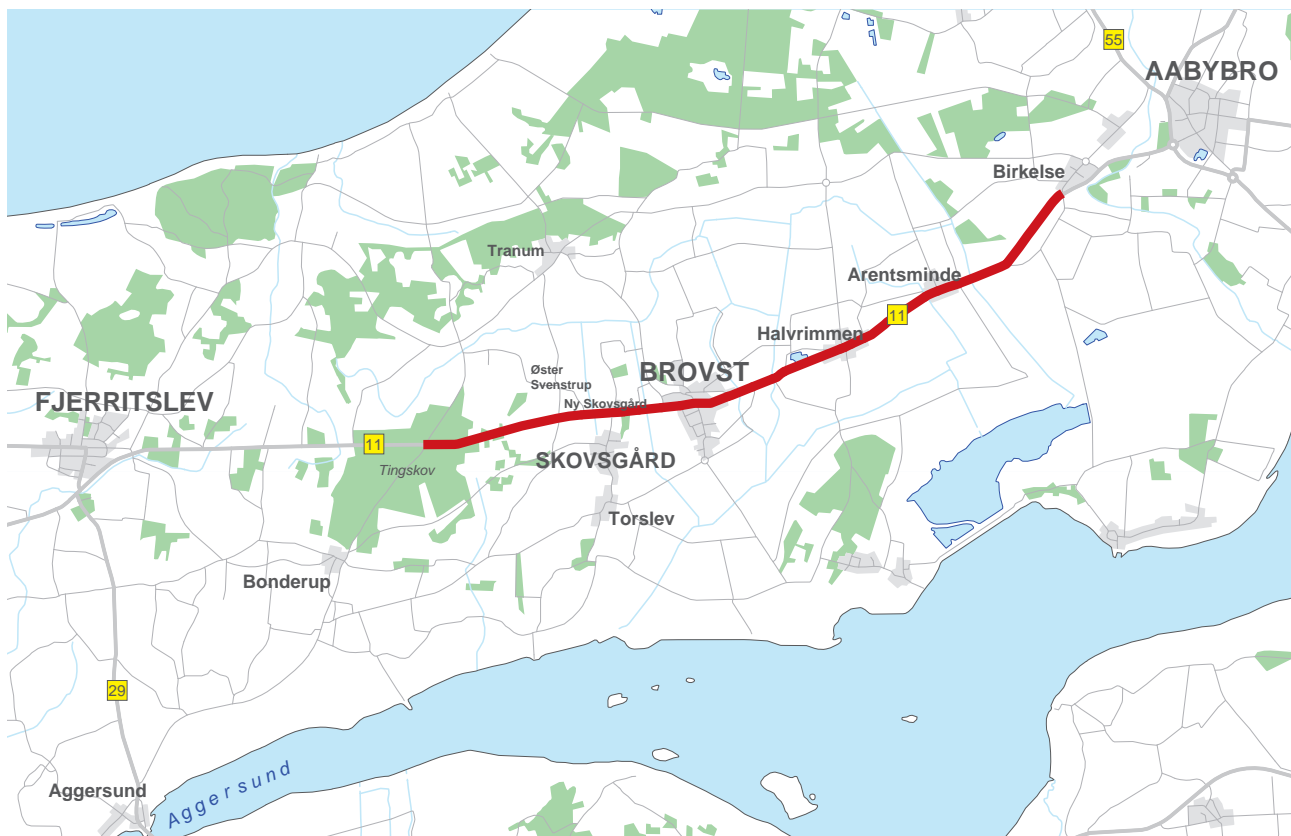 55
AABYBRO
Birkelse
Tranum
Arentsminde
11
Halvrimmen
Øster
Svenstrup
BROVST
Ny Skovsgård
FJERRITSLEV
11
Tingskov
SKOVSGÅRD
Torslev
Bonderup
29
Aggersund
Aggersund